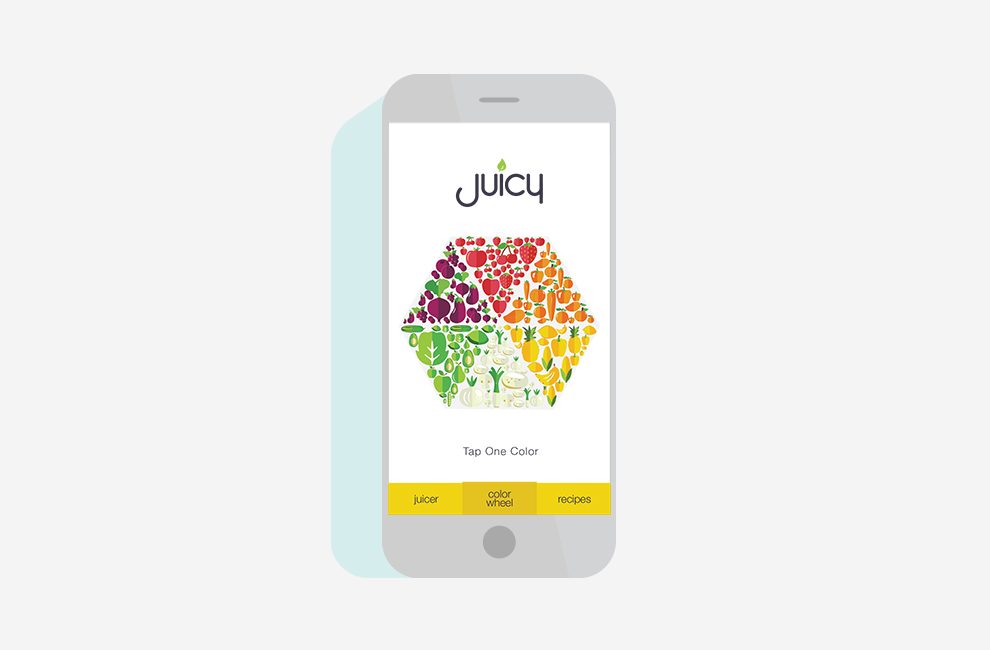 juicy
Tap One Color
juicer
color
wheel
recipes